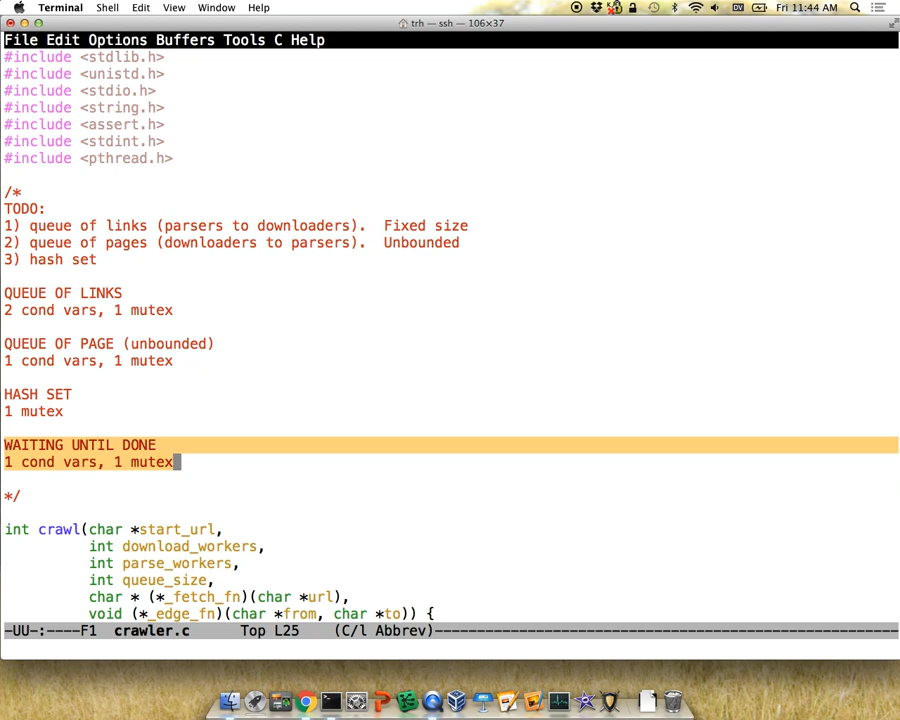 Terminal Shell Edit View Window Help Fri 11:44 AM
trh — ssh — 106×37
File Edit Options Buffers Tools C Help
#include <stdlib.h>
#include <unistd.h>
#include <stdio.h>
#include <string.h>
#include <assert.h>
#include <stdint.h>
#include <pthread.h>
/*
TODO:
1) queue of links (parsers to downloaders).  Fixed size
2) queue of pages (downloaders to parsers).  Unbounded
3) hash set
QUEUE OF LINKS
2 cond vars, 1 mutex
QUEUE OF PAGE (unbounded)
1 cond vars, 1 mutex
HASH SET
1 mutex
WAITING UNTIL DONE
1 cond vars, 1 mutex
*/
int crawl(char *start_url,
          int download_workers,
          int parse_workers,
          int queue_size,
          char * (*_fetch_fn)(char *url),
          void (*_edge_fn)(char *from, char *to)) {
-UU-:----F1  crawler.c      Top L25    (C/l Abbrev)-------------------------------------------------------